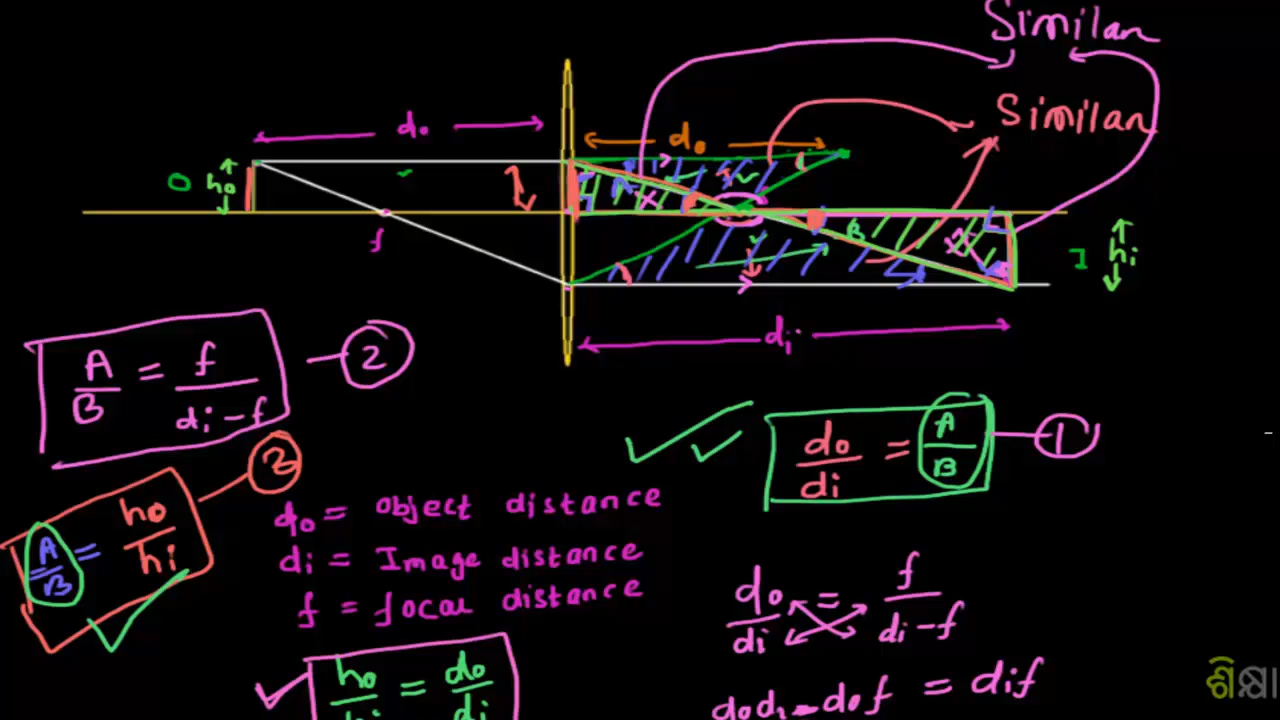 Similar
Similar
do
do
O
ho
f
A
B
I
hi
di
A/B = f/(di-f) - 2
do/di = A/B - 1
A/B = ho/hi - 3
do = object distance
di = Image distance
f = focal distance
do/di = f/(di-f)
ho/hi = do/di
dodi - dof = dif
ଶିକ୍ଷା